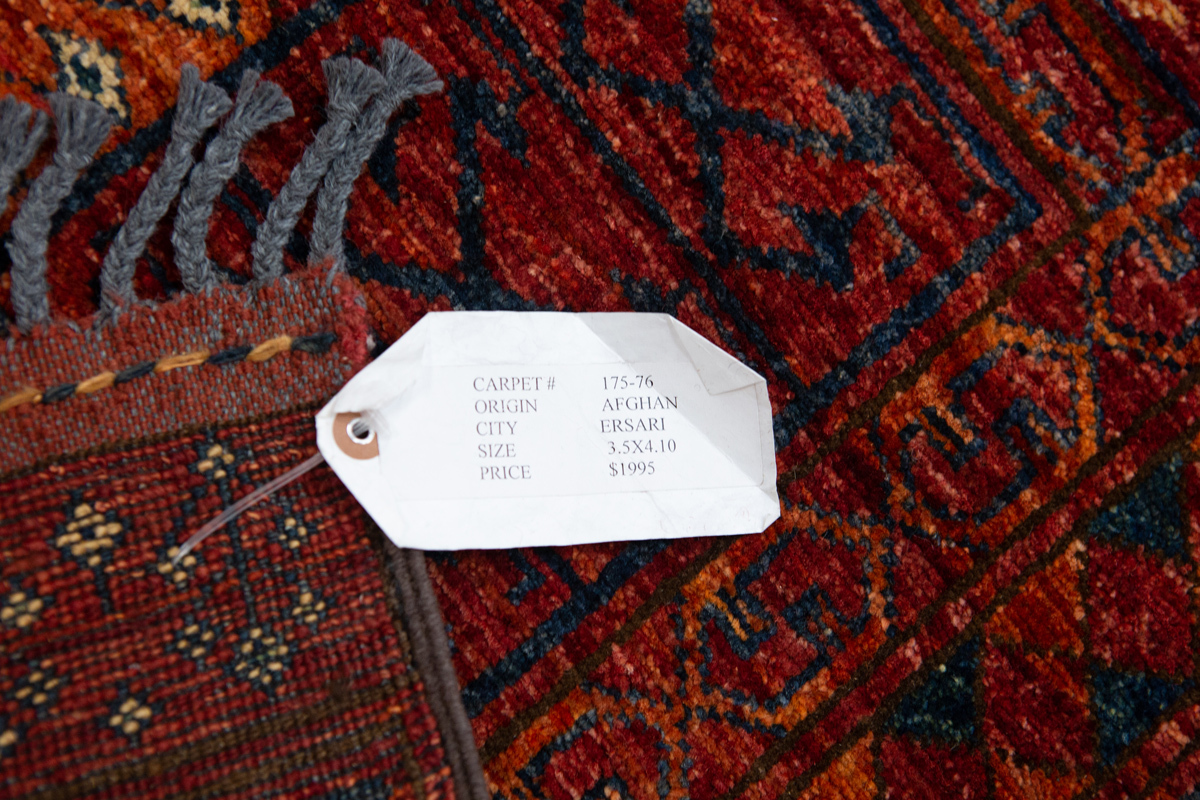 CARPET # 175-76
ORIGIN AFGHAN
CITY ERSARI
SIZE 3.5X4.10
PRICE $1995